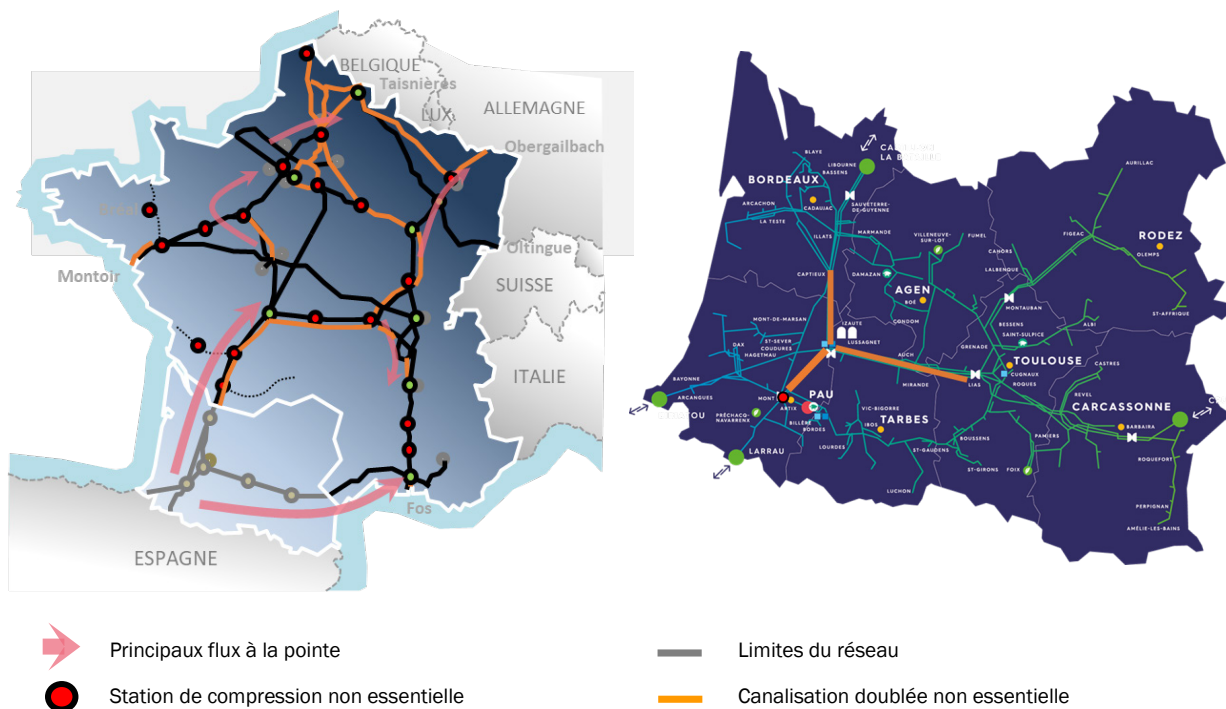 BELGIQUE
Taisnières
LUX
ALLEMAGNE
Obergailbach
Oltingue
SUISSE
Montoir
ITALIE
Fos
ESPAGNE
BLAYE
LIBOURNE
BASSENS
BORDEAUX
CADAUJAC
SAUVETERRE-
DE-GUYENNE
ARCACHON
LA TESTE
ILLATS
MARMANDE
VILLENEUVE-
SUR-LOT
FUMEL
CAPTIEUX
DAMAZAN
AGEN
BOÉ
CONDOM
CAHORS
LALBENQUE
FIGEAC
AURILLAC
RODEZ
OLEMPS
ST-AFFRIQUE
MONTAUBAN
BESSENS
SAINT-SULPICE
ALBI
MONT-DE-MARSAN
IZAUTE
LUSSAGNET
DAX
ST-SEVER
COUDURES
HAGETMAU
GRENADE
AUCH
TOULOUSE
CUGNAUX
ROQUES
CASTRES
BAYONNE
ARCANGUES
MONT
ARTIX
PAU
MIRANDE
LIAS
REVEL
CARCASSONNE
BARBAIRA
PRÉCHACQ-
NAVARRENX
BILLÈRE
BORDES
VIC-BIGORRE
IBOS
TARBES
LARRAU
LOURDES
ST-GAUDENS
BOUSSENS
PAMIERS
ST-GIRONS
FOIX
ROQUEFORT
LUCHON
PERPIGNAN
AMÉLIE-LES-BAINS
Principaux flux à la pointe
Limites du réseau
Station de compression non essentielle
Canalisation doublée non essentielle